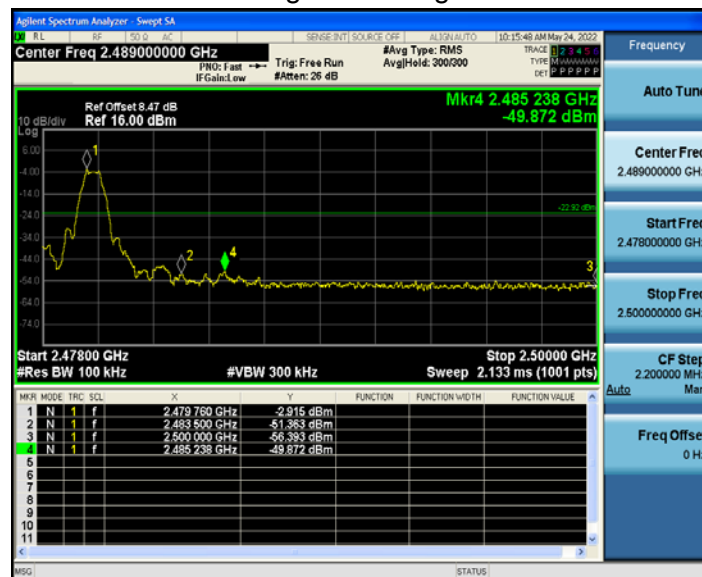 Agilent Spectrum Analyzer - Swept SA
RL RF 50 Ω AC SENSE:INT SOURCE OFF ALIGN AUTO 10:15:48 AM May 24, 2022
Center Freq 2.489000000 GHz
PNO: Fast
IFGain:Low
Trig: Free Run
#Atten: 26 dB
#Avg Type: RMS
Avg|Hold: 300/300
TRACE 1 2 3 4 5 6
TYPE M W W W W W
DET P P P P P P
Frequency
Auto Tune
Center Freq
2.489000000 GHz
Start Freq
2.478000000 GHz
Stop Freq
2.500000000 GHz
CF Step
2.200000 MHz
Auto Man
Freq Offse
0 Hz
10 dB/div
Log
Ref Offset 8.47 dB
Ref 16.00 dBm
Mkr4 2.485 238 GHz
-49.872 dBm
6.00
-4.00
-14.0
-24.0
-34.0
-44.0
-54.0
-64.0
-74.0
1
2
4
3
-22.92 dBm
Start 2.47800 GHz
Stop 2.50000 GHz
#Res BW 100 kHz
#VBW 300 kHz
Sweep 2.133 ms (1001 pts)
MKR MODE TRC SCL X Y FUNCTION FUNCTION WIDTH FUNCTION VALUE
1 N 1 f 2.479 760 GHz -2.915 dBm
2 N 1 f 2.483 500 GHz -51.363 dBm
3 N 1 f 2.500 000 GHz -56.393 dBm
4 N 1 f 2.485 238 GHz -49.872 dBm
5
6
7
8
9
10
11
MSG
STATUS